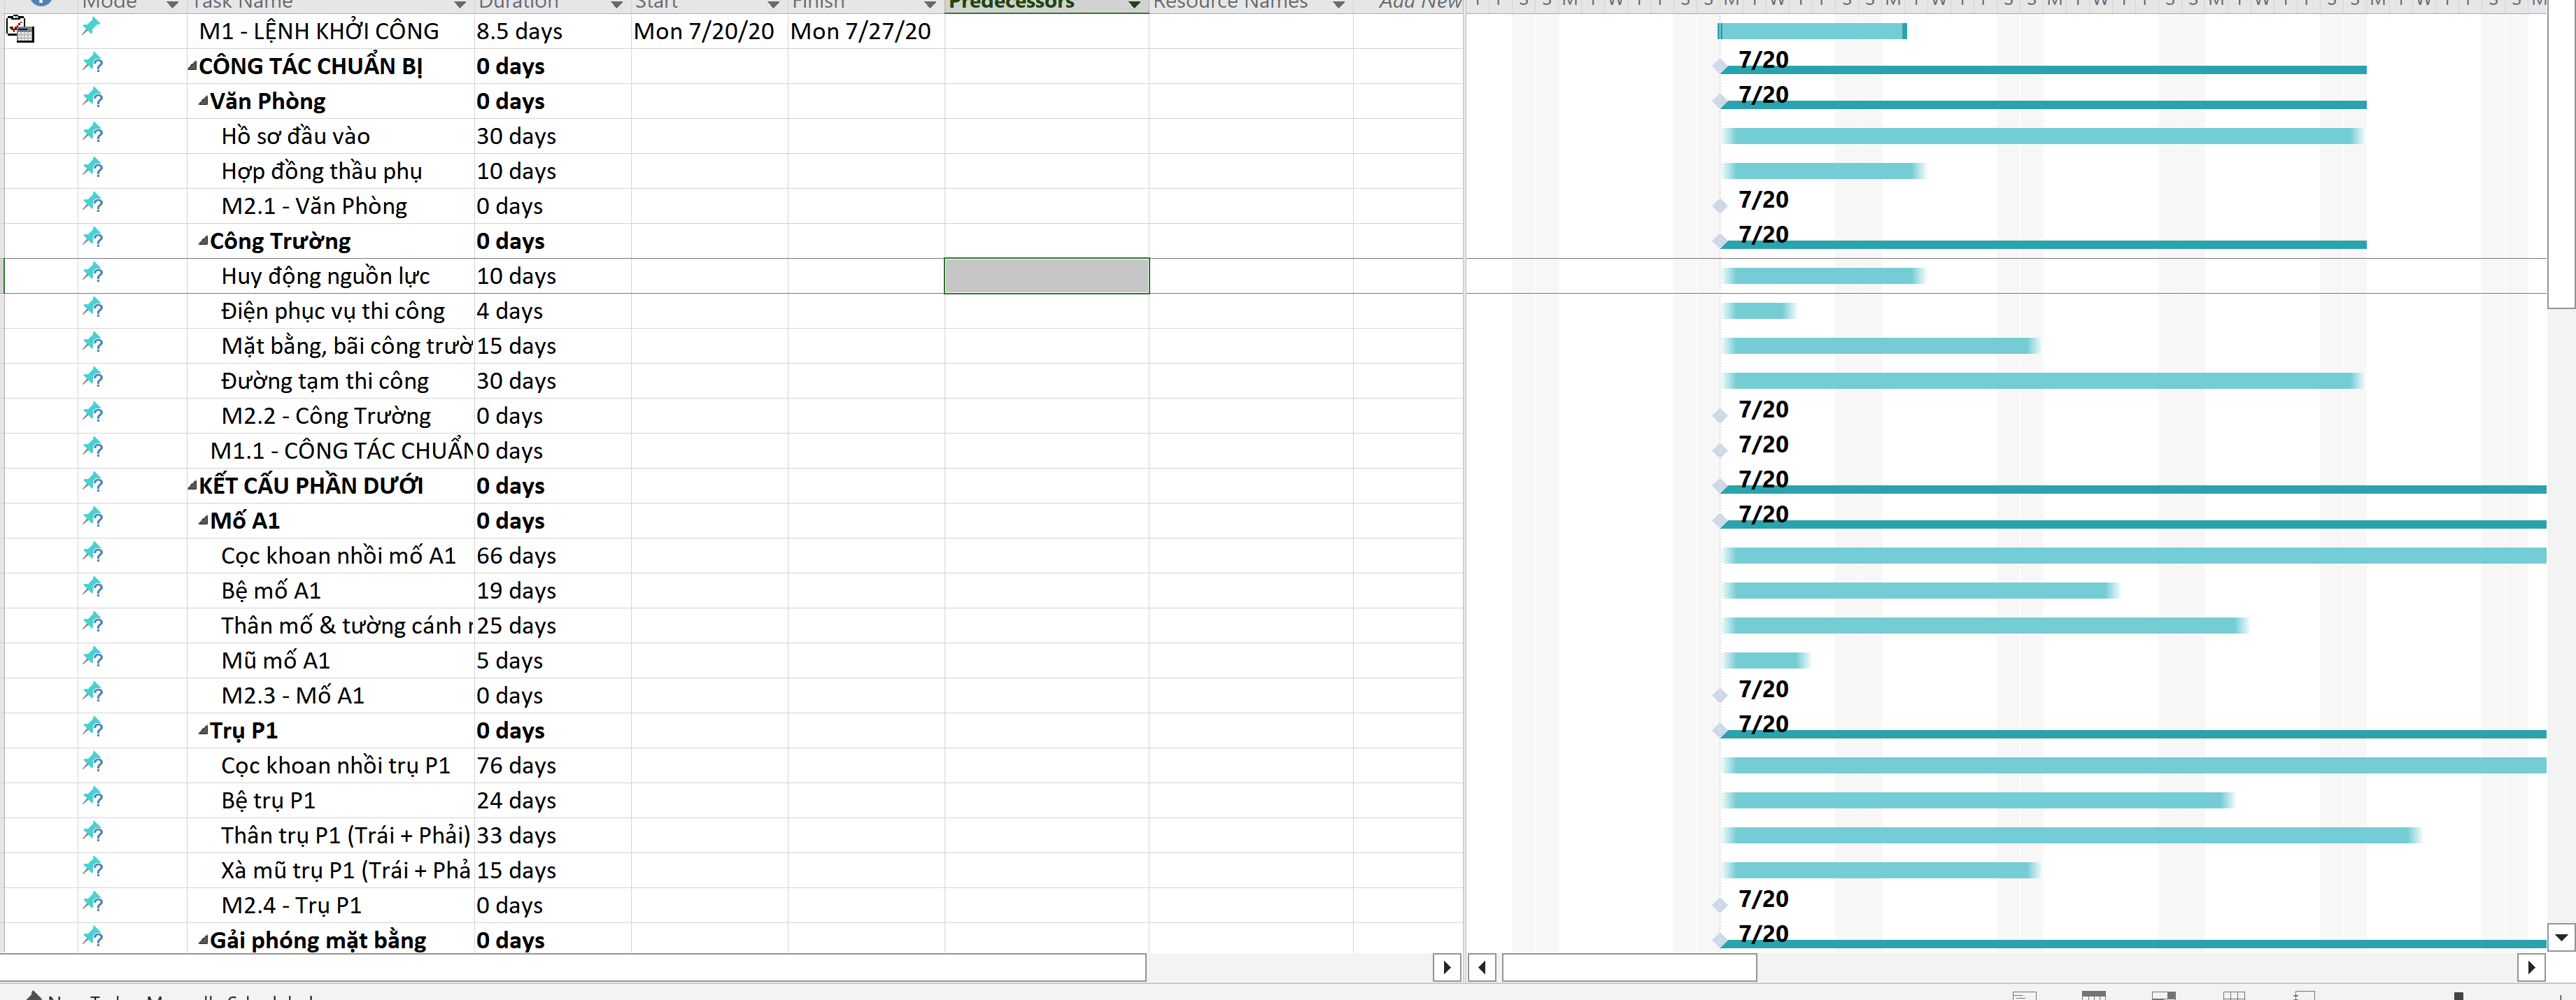 Mode Task Name Duration Start Finish Predecessors Resource Names Add New
M1 - LỆNH KHỞI CÔNG 8.5 days Mon 7/20/20 Mon 7/27/20
CÔNG TÁC CHUẨN BỊ 0 days 7/20
Văn Phòng 0 days 7/20
Hồ sơ đầu vào 30 days
Hợp đồng thầu phụ 10 days
M2.1 - Văn Phòng 0 days 7/20
Công Trường 0 days 7/20
Huy động nguồn lực 10 days
Điện phục vụ thi công 4 days
Mặt bằng, bãi công trườ 15 days
Đường tạm thi công 30 days
M2.2 - Công Trường 0 days 7/20
M1.1 - CÔNG TÁC CHUẨN 0 days 7/20
KẾT CẤU PHẦN DƯỚI 0 days 7/20
Mố A1 0 days 7/20
Cọc khoan nhồi mố A1 66 days
Bệ mố A1 19 days
Thân mố & tường cánh 25 days
Mũ mố A1 5 days
M2.3 - Mố A1 0 days 7/20
Trụ P1 0 days 7/20
Cọc khoan nhồi trụ P1 76 days
Bệ trụ P1 24 days
Thân trụ P1 (Trái + Phải) 33 days
Xà mũ trụ P1 (Trái + Phả 15 days
M2.4 - Trụ P1 0 days 7/20
Gải phóng mặt bằng 0 days 7/20